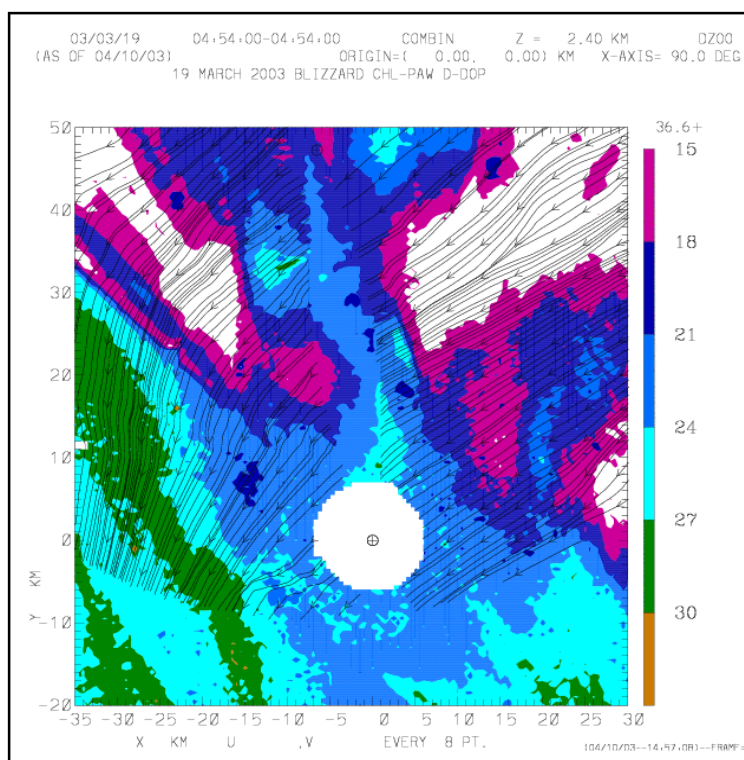 03/03/19 04:54:00-04:54:00 COMBIN Z = 2.40 KM DZOO
(AS OF 04/10/03) ORIGIN=( 0.00, 0.00) KM X-AXIS= 90.0 DEG
19 MARCH 2003 BLIZZARD CHL-PAW D-DOP
36.6+
50
40
30
20
10
0
-10
-20
Y KM
15
18
21
24
27
30
-35 -30 -25 -20 -15 -10 -5 0 5 10 15 20 25 30
X KM U ,V EVERY 8 PT.
(04/10/03--14:57:08)--FRAME=